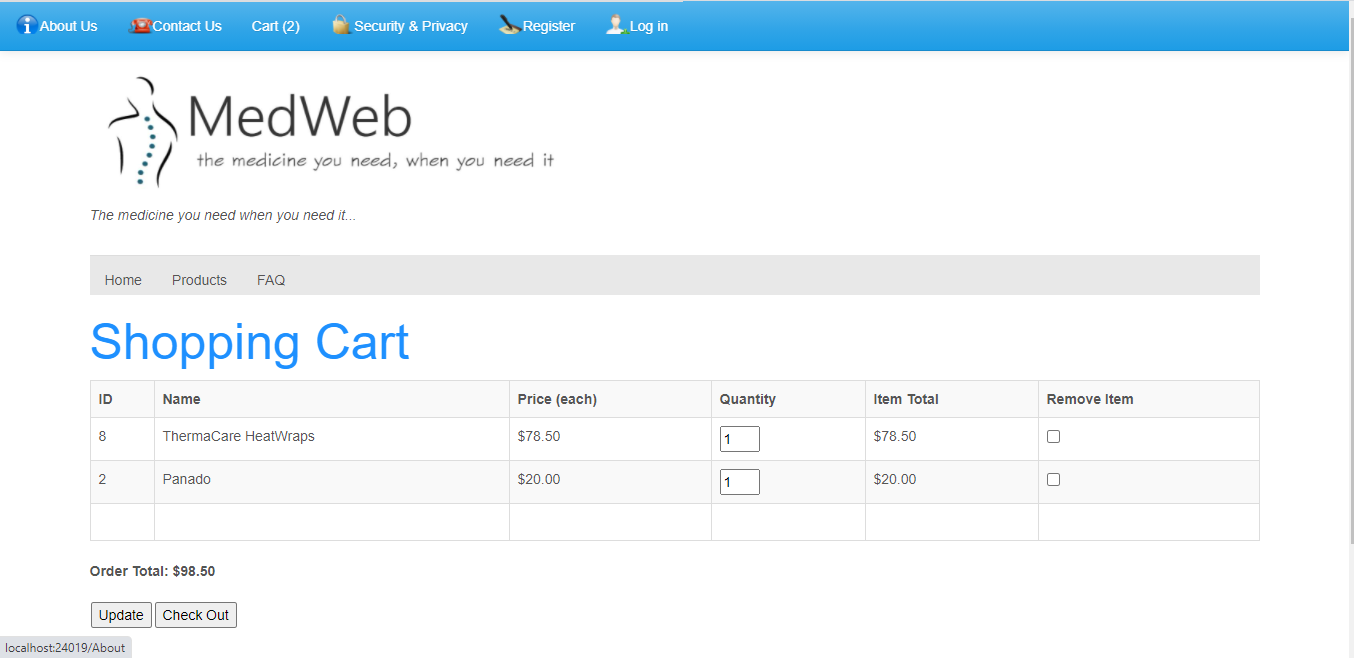 About Us Contact Us Cart (2) Security & Privacy Register Log in
MedWeb
the medicine you need, when you need it
The medicine you need when you need it...
Home Products FAQ
Shopping Cart
ID Name Price (each) Quantity Item Total Remove Item
8 ThermaCare HeatWraps $78.50 1 $78.50
2 Panado $20.00 1 $20.00
Order Total: $98.50
Update Check Out
localhost:24019/About